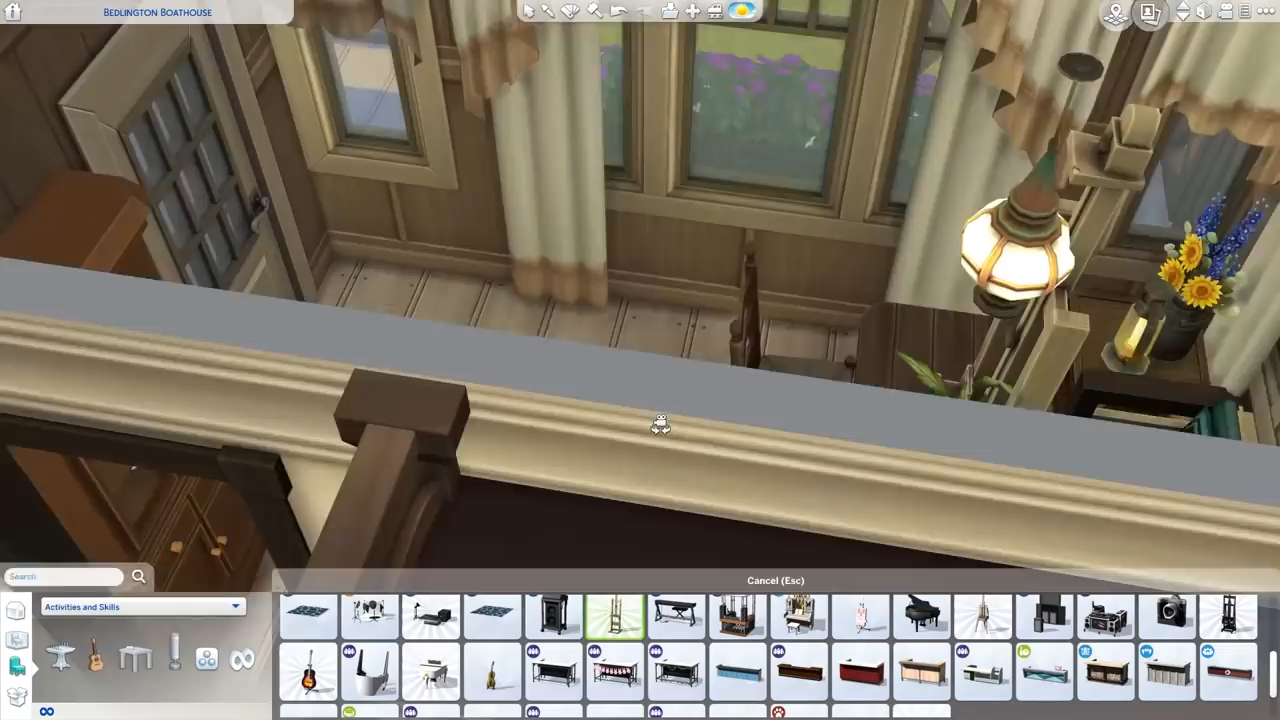 BEDLINGTON BOATHOUSE
Cancel (Esc)
Search
Activities and Skills